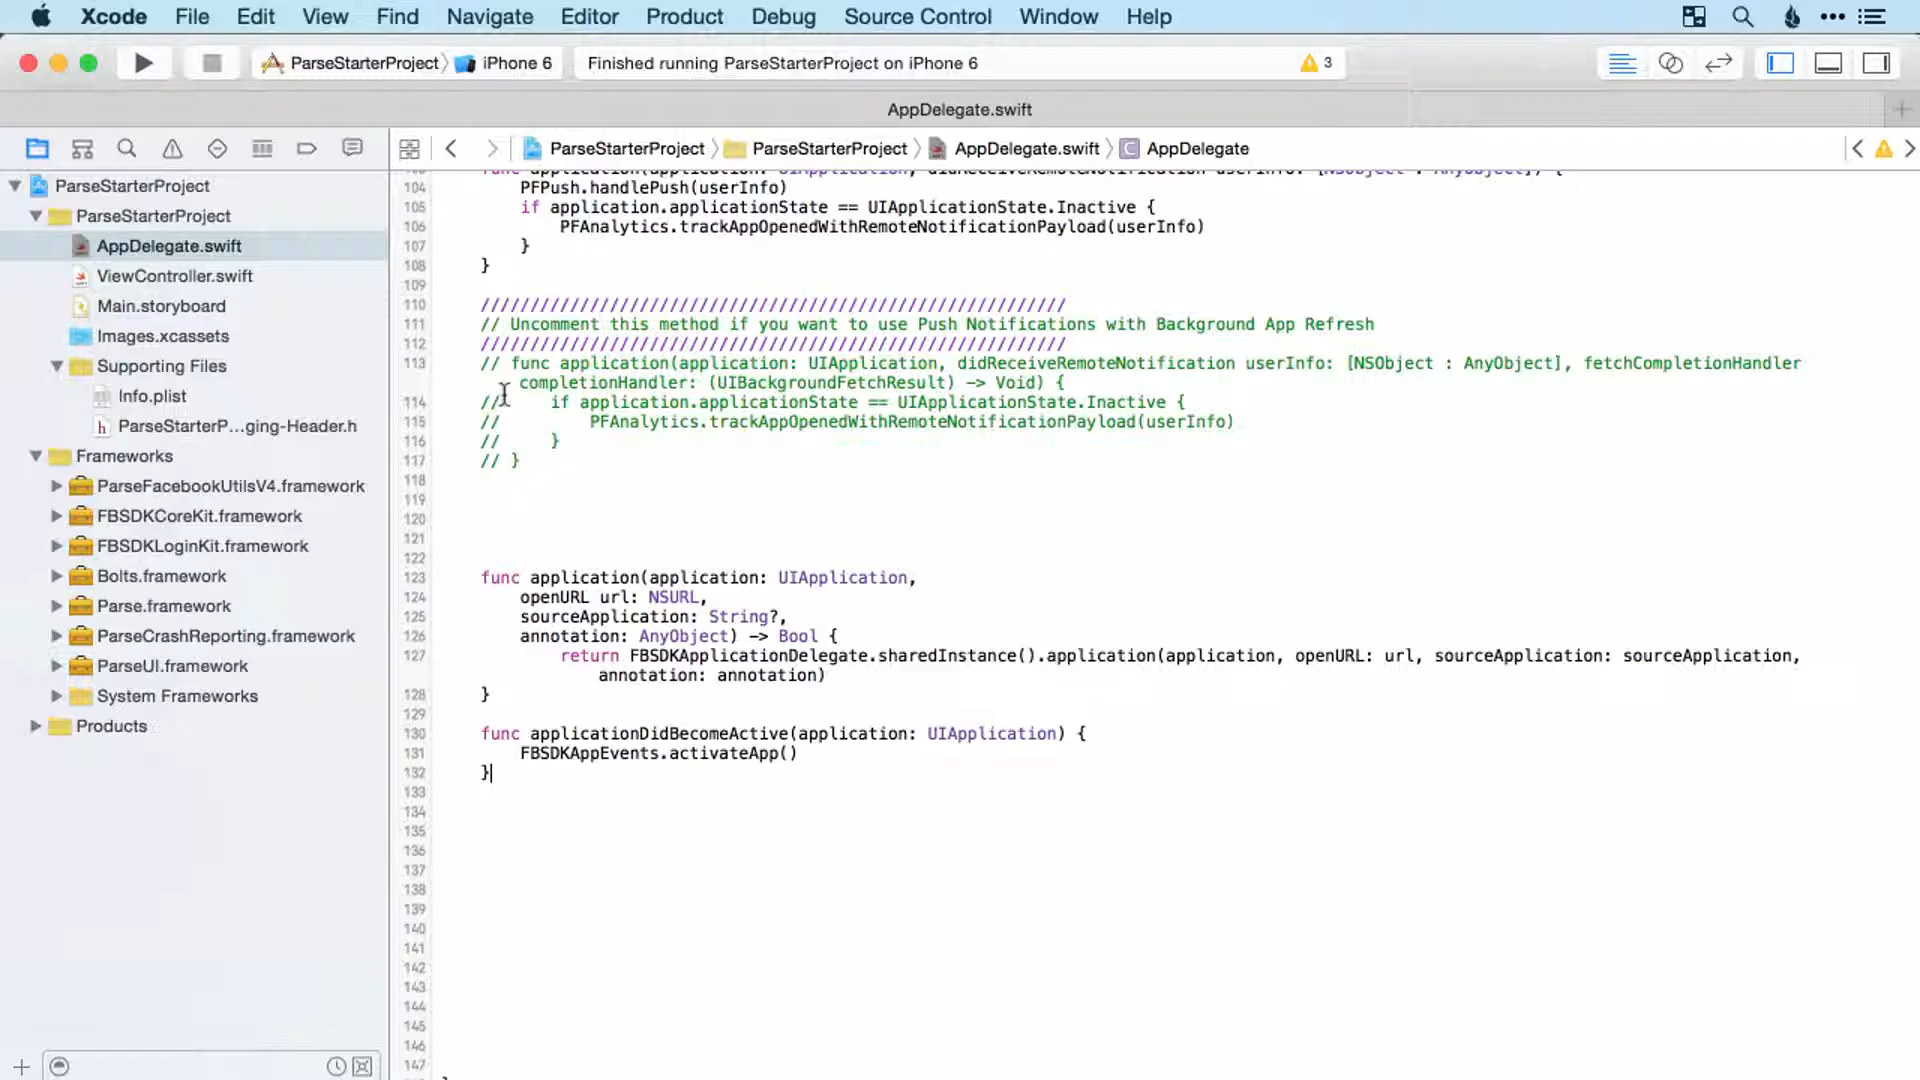 Xcode File Edit View Find Navigate Editor Product Debug Source Control Window Help
ParseStarterProject iPhone 6 Finished running ParseStarterProject on iPhone 6 3
AppDelegate.swift
ParseStarterProject ParseStarterProject AppDelegate.swift AppDelegate
ParseStarterProject
ParseStarterProject
AppDelegate.swift
ViewController.swift
Main.storyboard
Images.xcassets
Supporting Files
Info.plist
ParseStarterP...ging-Header.h
Frameworks
ParseFacebookUtilsV4.framework
FBSDKCoreKit.framework
FBSDKLoginKit.framework
Bolts.framework
Parse.framework
ParseCrashReporting.framework
ParseUI.framework
System Frameworks
Products
func application(application: UIApplication, didReceiveRemoteNotification userInfo: [NSObject : AnyObject]) {
104 PFPush.handlePush(userInfo)
105 if application.applicationState == UIApplicationState.Inactive {
106 PFAnalytics.trackAppOpenedWithRemoteNotificationPayload(userInfo)
107 }
108 }
109
110 ///////////////////////////////////////////////////////////
111 // Uncomment this method if you want to use Push Notifications with Background App Refresh
112 ///////////////////////////////////////////////////////////
113 // func application(application: UIApplication, didReceiveRemoteNotification userInfo: [NSObject : AnyObject], fetchCompletionHandler
completionHandler: (UIBackgroundFetchResult) -> Void) {
114 // if application.applicationState == UIApplicationState.Inactive {
115 // PFAnalytics.trackAppOpenedWithRemoteNotificationPayload(userInfo)
116 // }
117 // }
118
119
120
121
122
123 func application(application: UIApplication,
124 openURL url: NSURL,
125 sourceApplication: String?,
126 annotation: AnyObject) -> Bool {
127 return FBSDKApplicationDelegate.sharedInstance().application(application, openURL: url, sourceApplication: sourceApplication,
annotation: annotation)
128 }
129
130 func applicationDidBecomeActive(application: UIApplication) {
131 FBSDKAppEvents.activateApp()
132 }
133
134
135
136
137
138
139
140
141
142
143
144
145
146
147